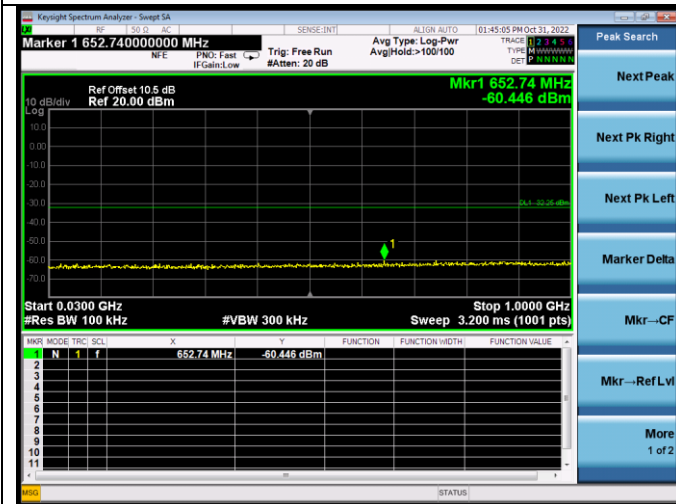 Keysight Spectrum Analyzer - Swept SA
RF 50 Ω AC SENSE:INT ALIGN AUTO 01:45:05 PM Oct 31, 2022
Marker 1 652.740000000 MHz
NFE PNO: Fast Trig: Free Run Avg Type: Log-Pwr TRACE 1 2 3 4 5 6
IFGain:Low #Atten: 20 dB Avg|Hold:>100/100 TYPE M WWWWW
DET P N N N N N
Peak Search
Next Peak
Next Pk Right
Next Pk Left
Marker Delta
Mkr→CF
Mkr→Ref Lvl
More
1 of 2
Ref Offset 10.5 dB Mkr1 652.74 MHz
10 dB/div Ref 20.00 dBm -60.446 dBm
Log
10.0
0.00
-10.0
-20.0
-30.0 DL1 -32.25 dBm
-40.0
-50.0 1
-60.0
-70.0
Start 0.0300 GHz Stop 1.0000 GHz
#Res BW 100 kHz #VBW 300 kHz Sweep 3.200 ms (1001 pts)
MKR MODE TRC SCL X Y FUNCTION FUNCTION WIDTH FUNCTION VALUE
1 N 1 f 652.74 MHz -60.446 dBm
2
3
4
5
6
7
8
9
10
11
MSG STATUS